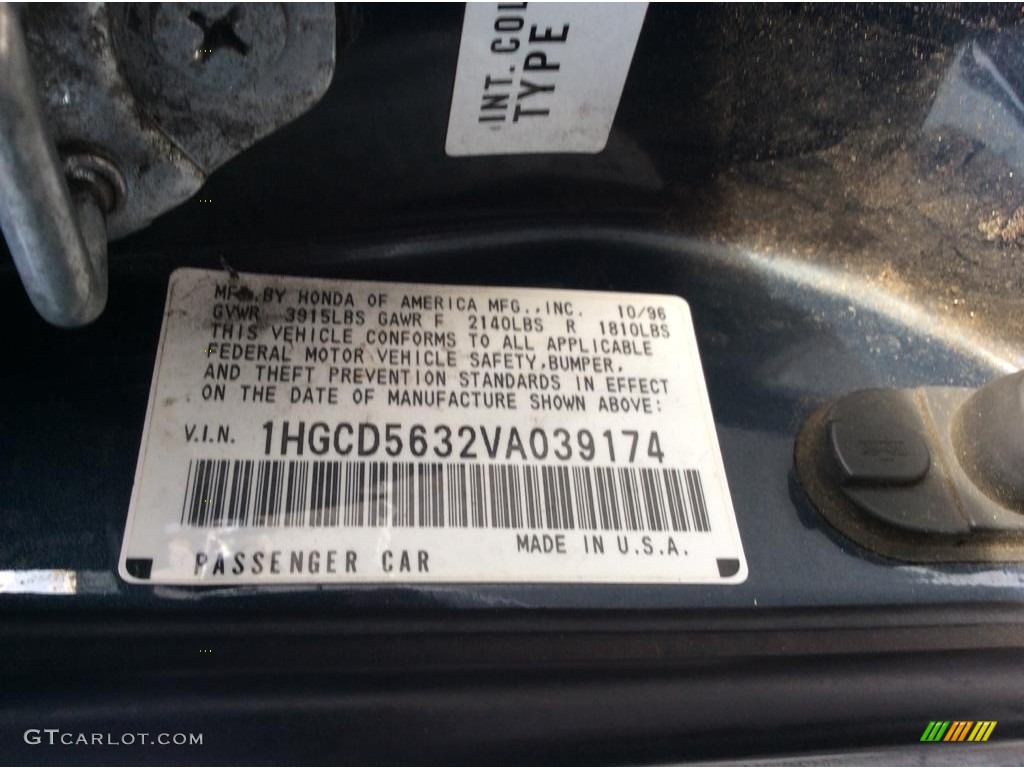 INT. COL
TYPE
MFD. BY HONDA OF AMERICA MFG., INC. 10/96
GVWR 3915LBS GAWR F 2140LBS R 1810LBS
THIS VEHICLE CONFORMS TO ALL APPLICABLE
FEDERAL MOTOR VEHICLE SAFETY, BUMPER,
AND THEFT PREVENTION STANDARDS IN EFFECT
ON THE DATE OF MANUFACTURE SHOWN ABOVE:
V.I.N. 1HGCD5632VA039174
MADE IN U.S.A.
PASSENGER CAR
GTCARLOT.COM